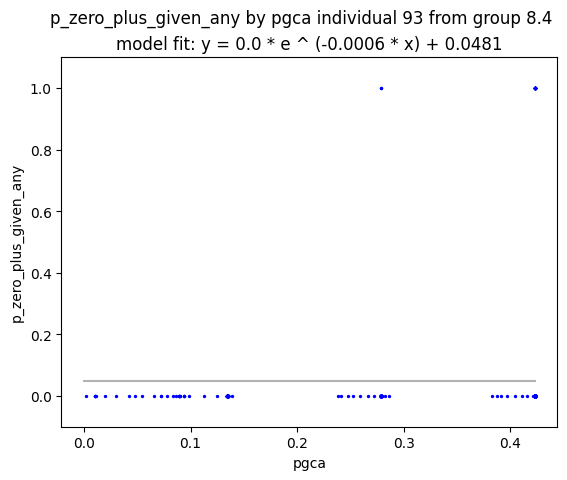 p_zero_plus_given_any by pgca individual 93 from group 8.4
model fit: y = 0.0 * e ^ (-0.0006 * x) + 0.0481
1.0
0.8
0.6
0.4
0.2
0.0
p_zero_plus_given_any
0.0 0.1 0.2 0.3 0.4
pgca